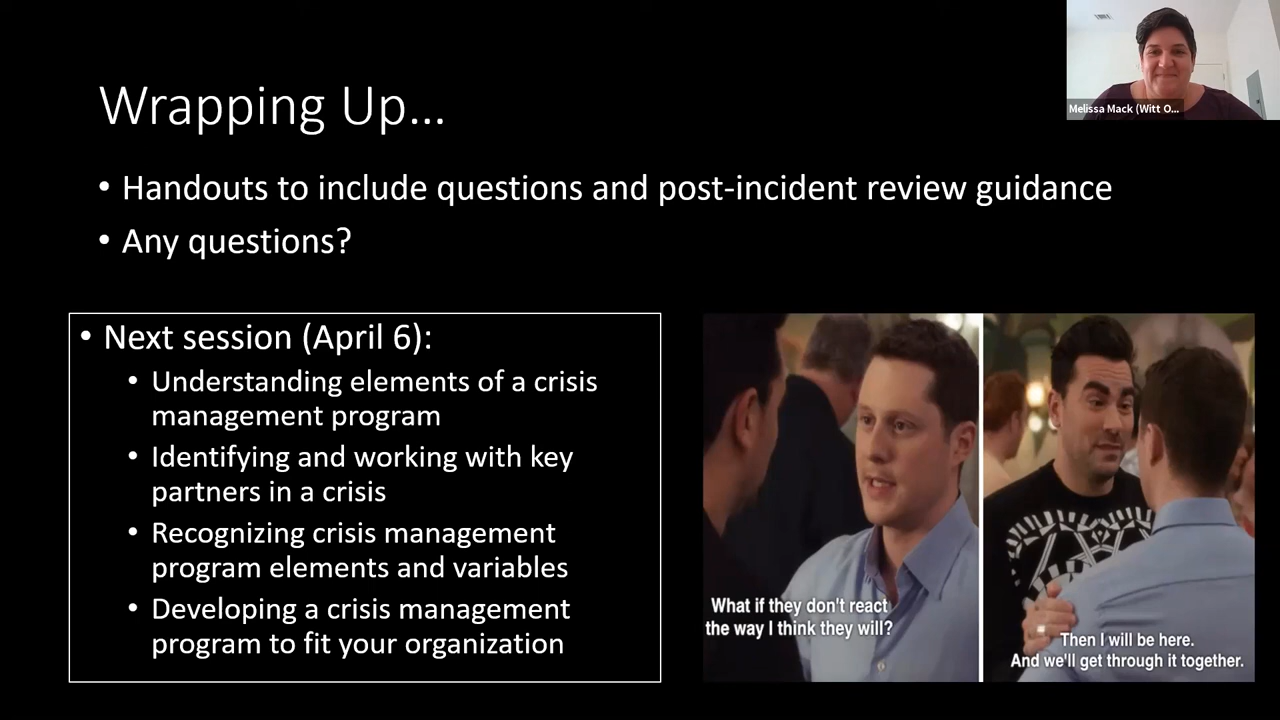 Melissa Mack (Witt O...
Wrapping Up...
• Handouts to include questions and post-incident review guidance
• Any questions?
• Next session (April 6):
• Understanding elements of a crisis
management program
• Identifying and working with key
partners in a crisis
• Recognizing crisis management
program elements and variables
• Developing a crisis management
program to fit your organization
What if they don't react
the way I think they will?
Then I will be here.
And we'll get through it together.